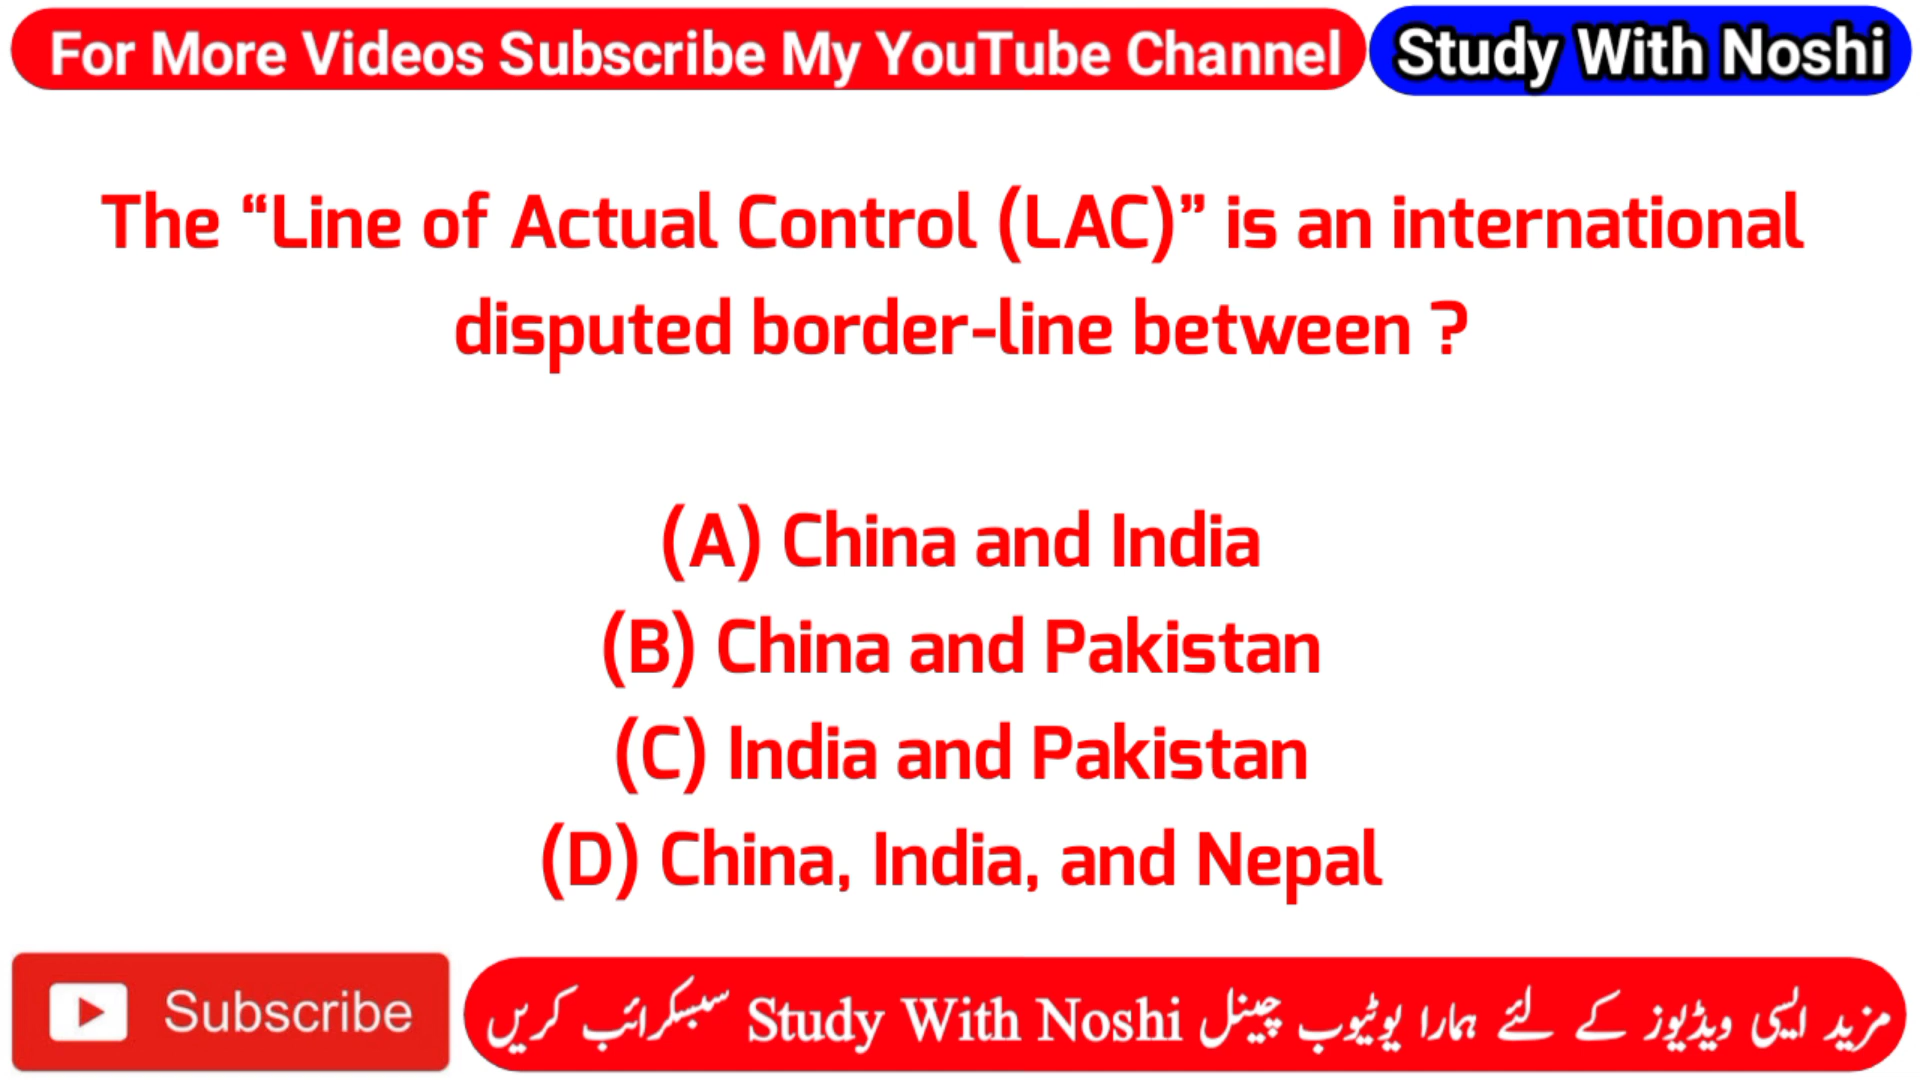 For More Videos Subscribe My YouTube Channel Study With Noshi
The “Line of Actual Control (LAC)” is an international
disputed border-line between ?
(A) China and India
(B) China and Pakistan
(C) India and Pakistan
(D) China, India, and Nepal
Subscribe
مزید ایسی ویڈیوز کے لئے ہمارا یوٹیوب چینل Study With Noshi سبسکرائب کریں